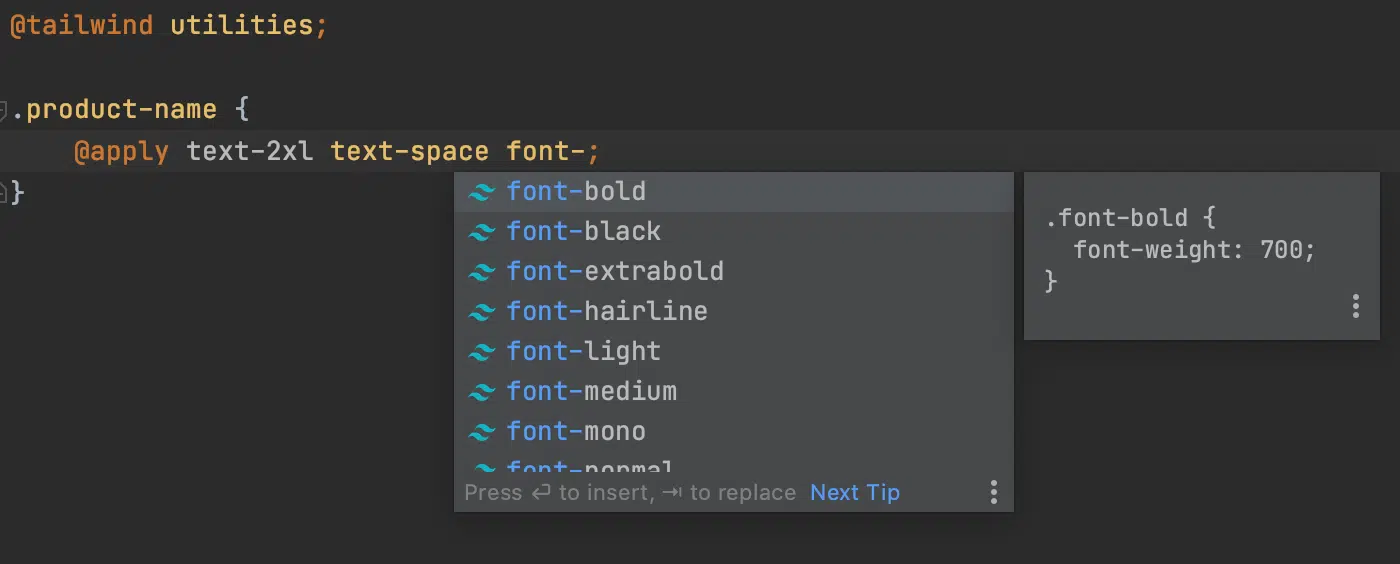 @tailwind utilities;
.product-name {
@apply text-2xl text-space font-;
}
font-bold
font-black
font-extrabold
font-hairline
font-light
font-medium
font-mono
font-normal
Press ⏎ to insert, ⇥ to replace Next Tip
.font-bold {
font-weight: 700;
}